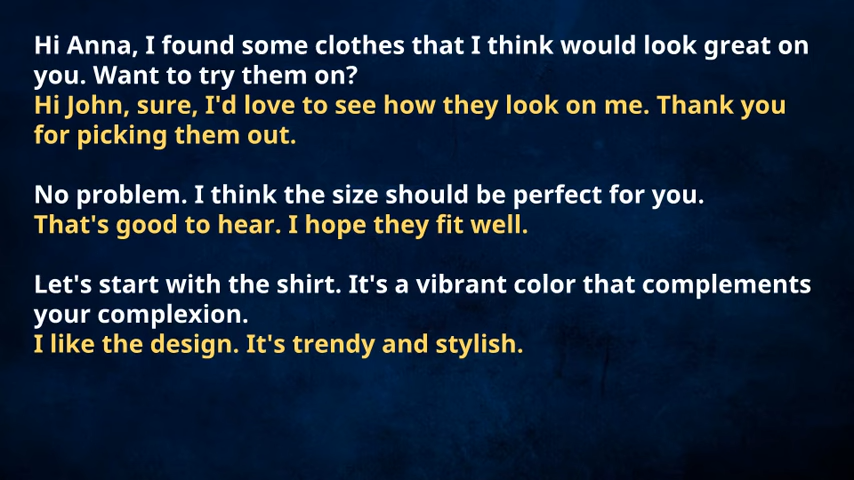 Hi Anna, I found some clothes that I think would look great on
you. Want to try them on?
Hi John, sure, I'd love to see how they look on me. Thank you
for picking them out.
No problem. I think the size should be perfect for you.
That's good to hear. I hope they fit well.
Let's start with the shirt. It's a vibrant color that complements
your complexion.
I like the design. It's trendy and stylish.